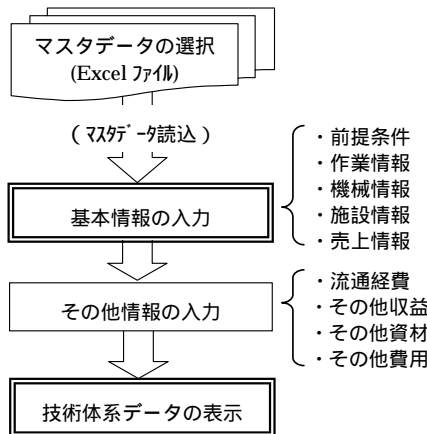 マスタデータの選択
(Excel ﾌｧｲﾙ)
（ﾏｽﾀﾃﾞｰﾀ読込）
・前提条件
・作業情報
・機械情報
・施設情報
・売上情報
基本情報の入力
・流通経費
・その他収益
・その他資材
・その他費用
その他情報の入力
技術体系データの表示